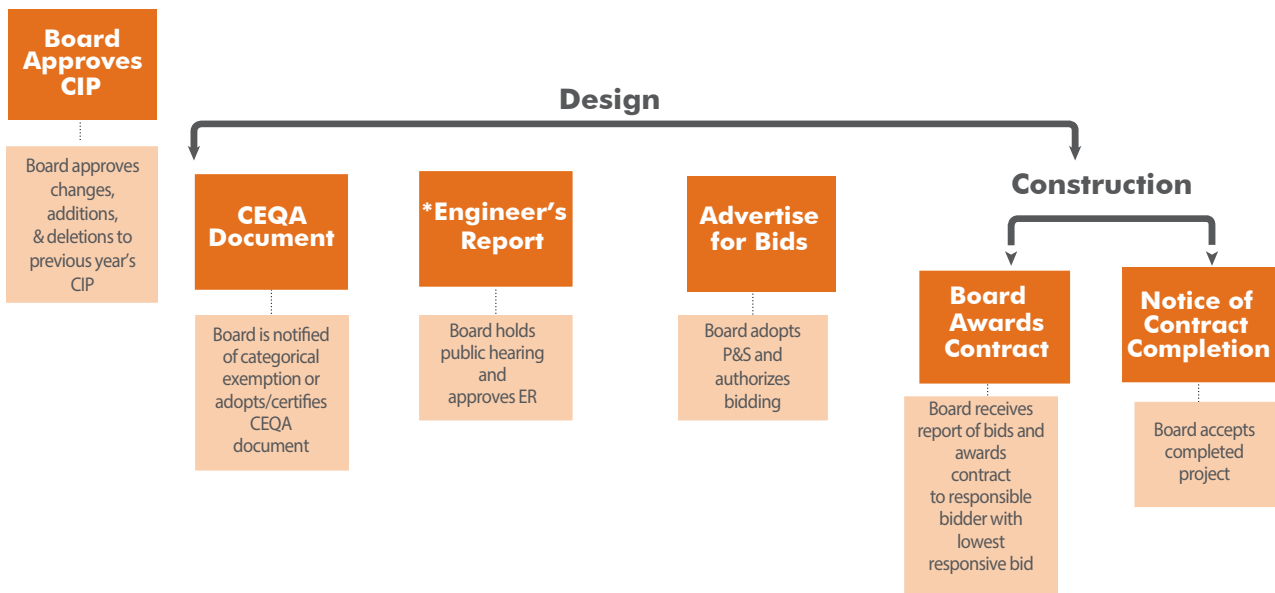 Board
Approves
CIP
Board approves
changes,
additions,
& deletions to
previous year's
CIP
Design
CEQA
Document
Board is notified
of categorical
exemption or
adopts/certifies
CEQA
document
*Engineer's
Report
Board holds
public hearing
and
approves ER
Advertise
for Bids
Board adopts
P&S and
authorizes
bidding
Construction
Board
Awards
Contract
Board receives
report of bids and
awards
contract
to responsible
bidder with
lowest
responsive bid
Notice of
Contract
Completion
Board accepts
completed
project